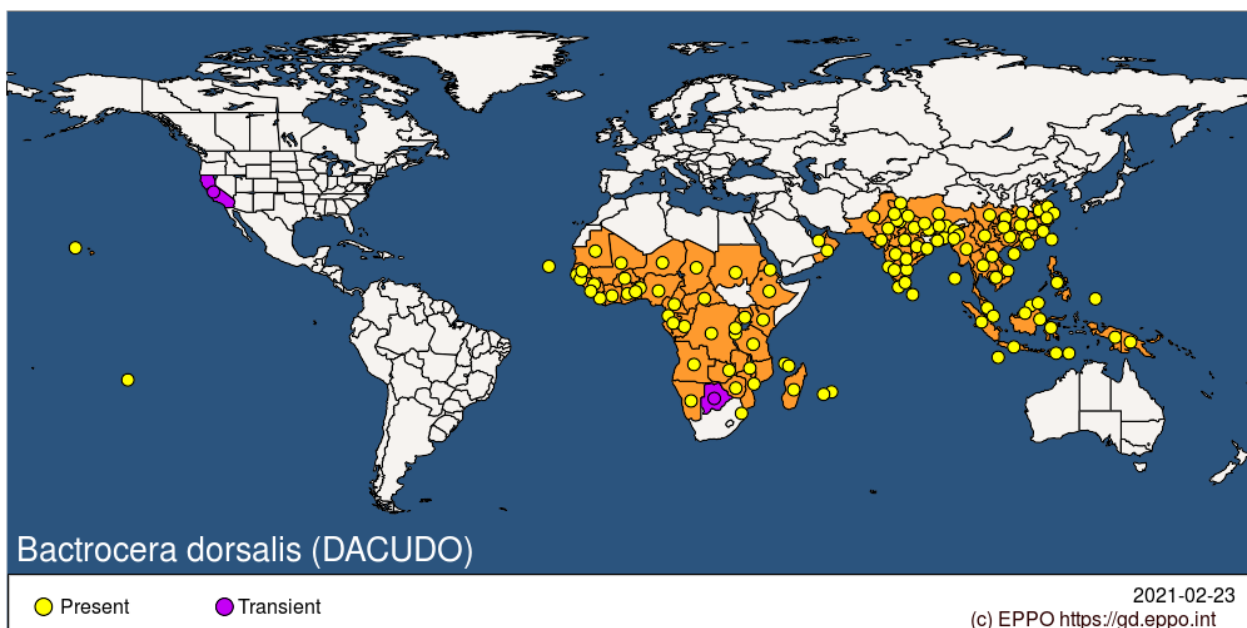 Bactrocera dorsalis (DACUDO)
Present
Transient
2021-02-23
(c) EPPO https://gd.eppo.int